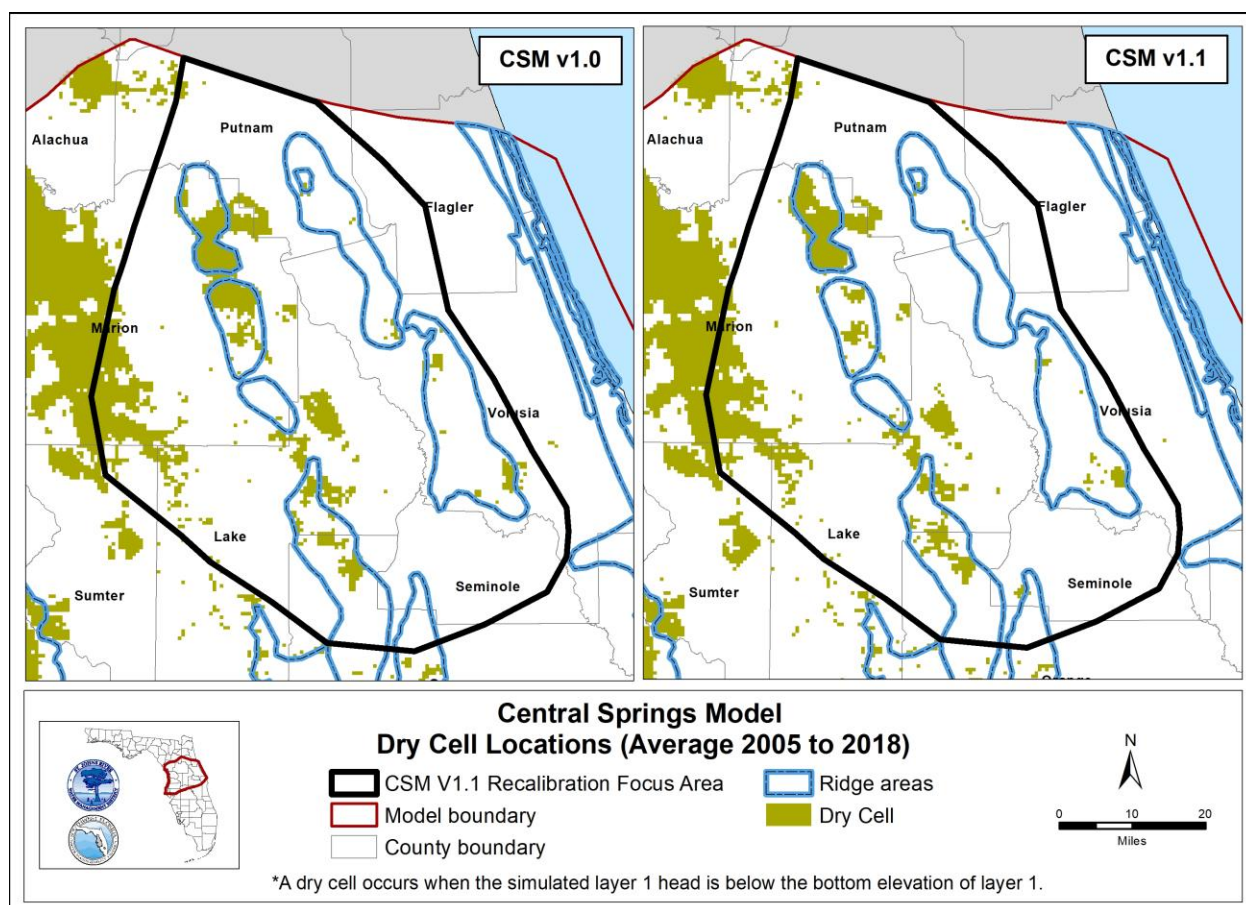 CSM v1.0
Alachua
Putnam
Flagler
Marion
Volusia
Lake
Sumter
Seminole
CSM v1.1
Alachua
Putnam
Flagler
Marion
Volusia
Lake
Sumter
Seminole
Orange
Central Springs Model
Dry Cell Locations (Average 2005 to 2018)
CSM V1.1 Recalibration Focus Area
Ridge areas
Model boundary
Dry Cell
County boundary
N
0 10 20
Miles
*A dry cell occurs when the simulated layer 1 head is below the bottom elevation of layer 1.